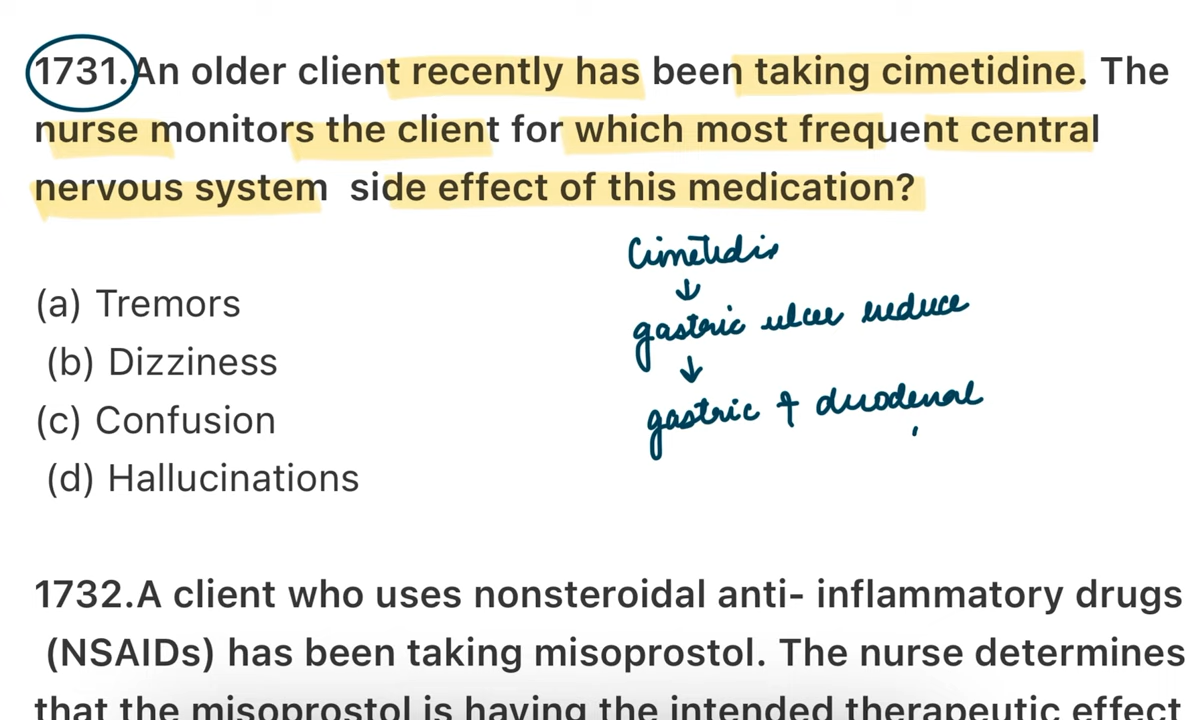 1731.An older client recently has been taking cimetidine. The
nurse monitors the client for which most frequent central
nervous system side effect of this medication?
Cimetidin
↓
gastric ulcer reduce
↓
gastric & duodenal
(a) Tremors
(b) Dizziness
(c) Confusion
(d) Hallucinations
1732.A client who uses nonsteroidal anti- inflammatory drugs
(NSAIDs) has been taking misoprostol. The nurse determines
that the misoprostol is having the intended therapeutic effect